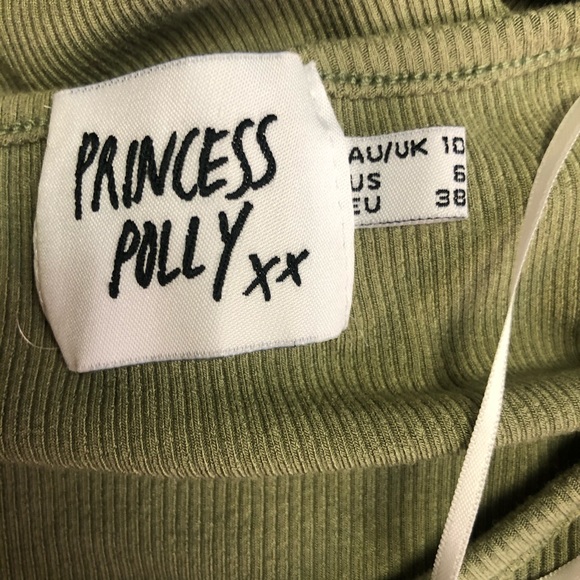 PRINCESS
POLLY xx
AU/UK 10
US 6
EU 38